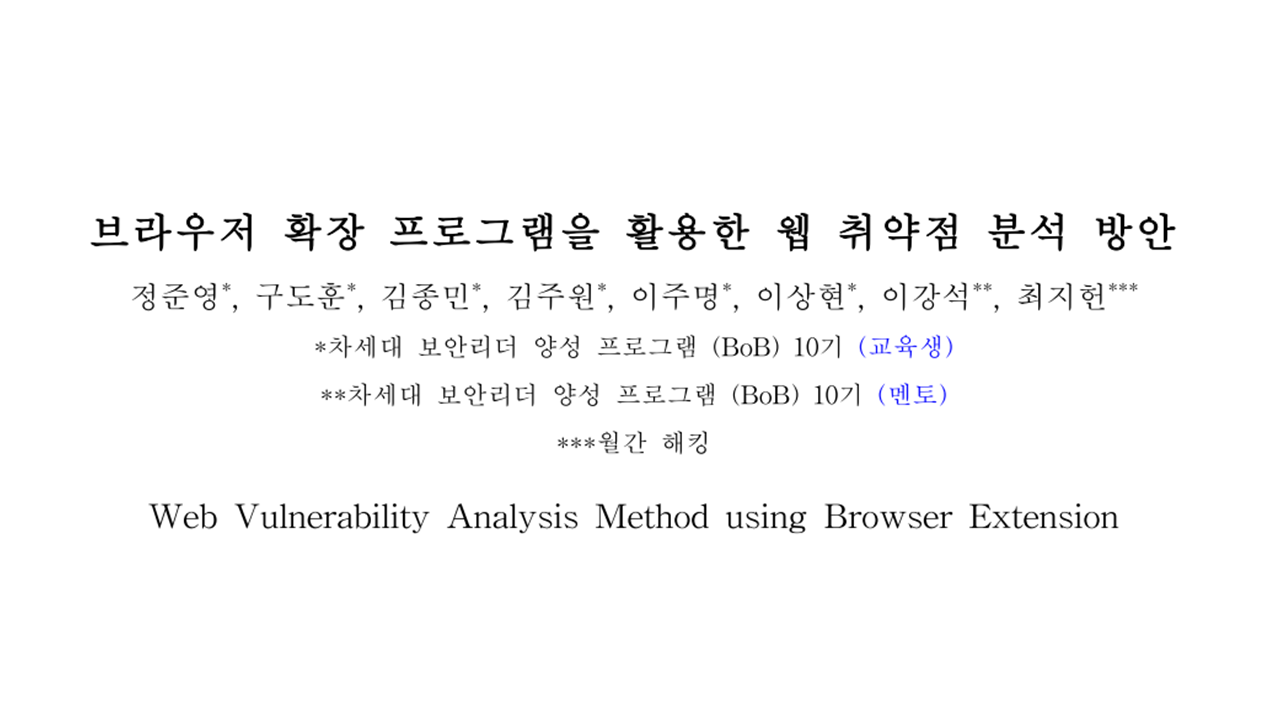 브라우저 확장 프로그램을 활용한 웹 취약점 분석 방안
정준영*, 구도훈*, 김종민*, 김주원*, 이주명*, 이상현*, 이강석**, 최지헌***
*차세대 보안리더 양성 프로그램 (BoB) 10기 (교육생)
**차세대 보안리더 양성 프로그램 (BoB) 10기 (멘토)
***월간 해킹
Web Vulnerability Analysis Method using Browser Extension